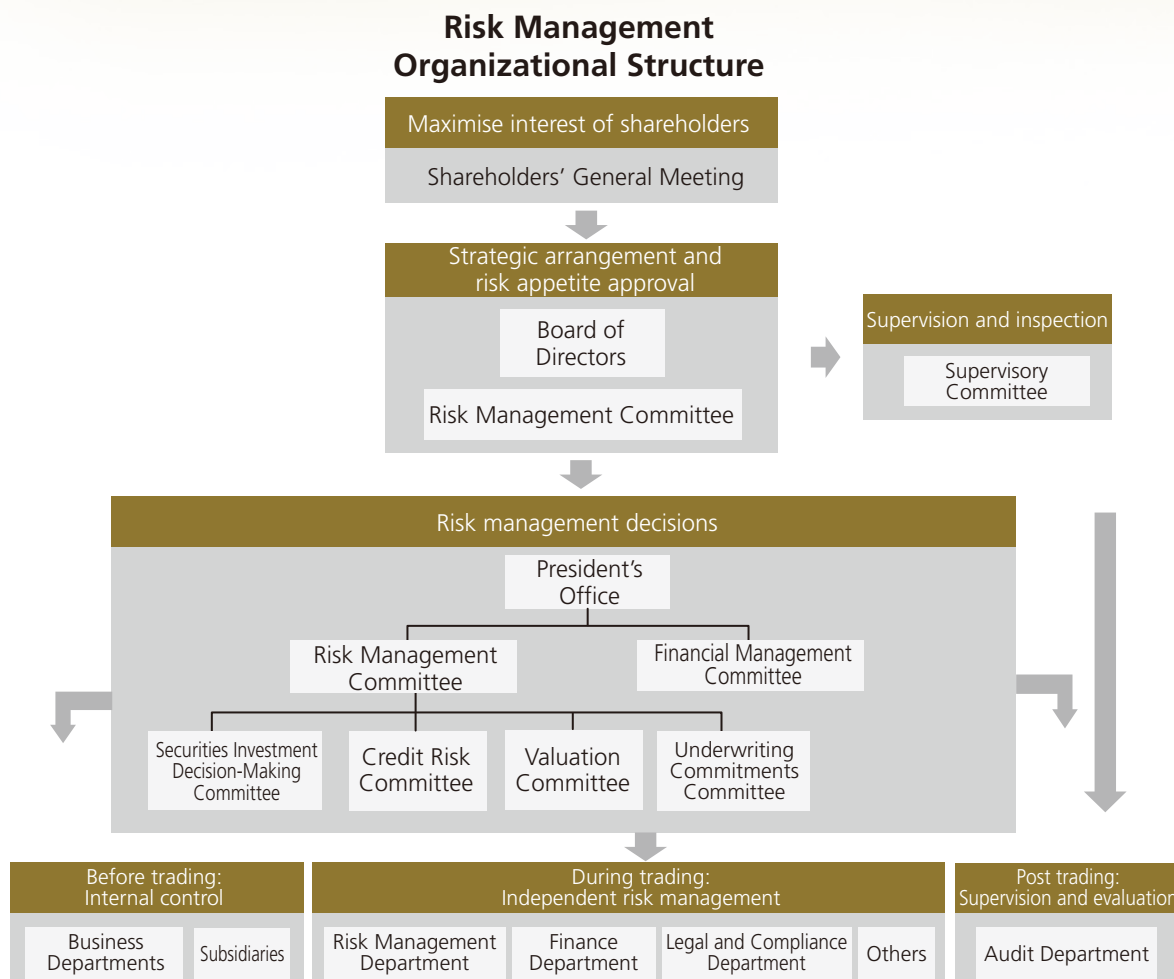 Risk Management
Organizational Structure
Maximise interest of shareholders
Shareholders’ General Meeting
Strategic arrangement and
risk appetite approval
Board of
Directors
Risk Management Committee
Supervision and inspection
Supervisory
Committee
Risk management decisions
President’s
Office
Risk Management
Committee
Financial Management
Committee
Securities Investment
Decision-Making
Committee
Credit Risk
Committee
Valuation
Committee
Underwriting
Commitments
Committee
Before trading:
Internal control
Business
Departments
Subsidiaries
During trading:
Independent risk management
Risk Management
Department
Finance
Department
Legal and Compliance
Department
Others
Post trading:
Supervision and evaluation
Audit Department